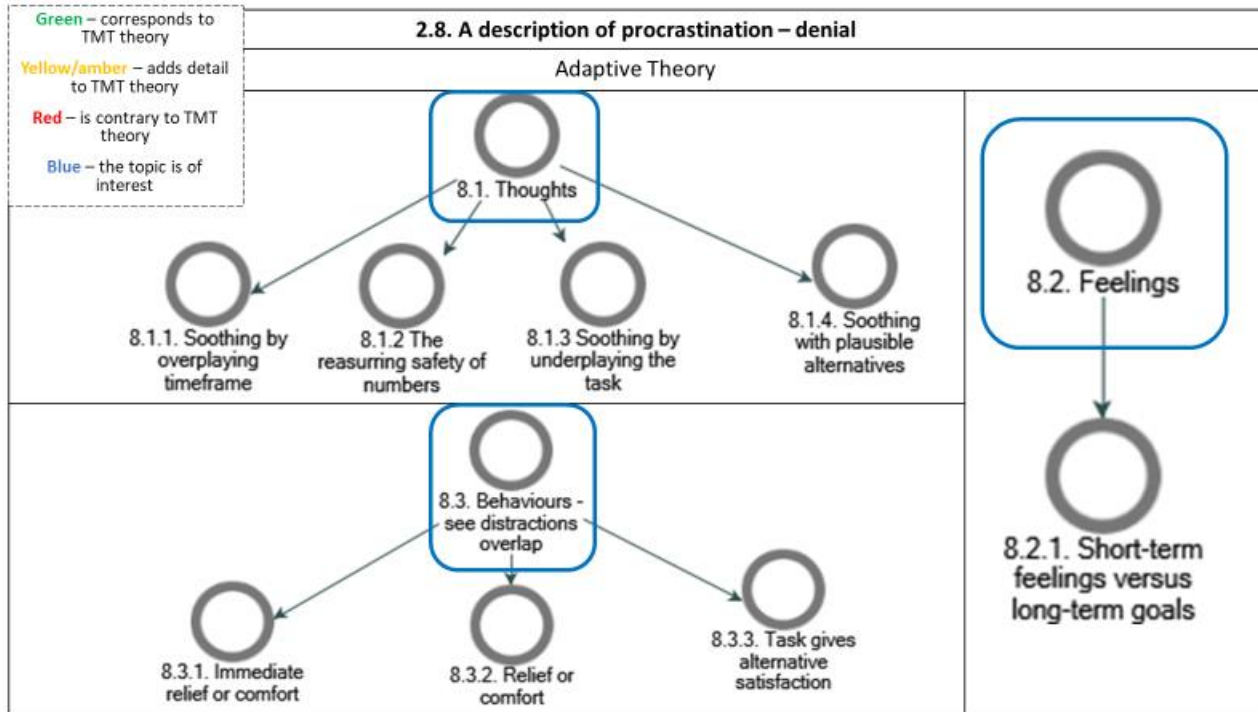 Green – corresponds to
TMT theory
Yellow/amber – adds detail
to TMT theory
Red – is contrary to TMT
theory
Blue – the topic is of
interest
2.8. A description of procrastination – denial
Adaptive Theory
8.1. Thoughts
8.1.1. Soothing by
overplaying
timeframe
8.1.2 The
reasurring safety of
numbers
8.1.3 Soothing by
underplaying the
task
8.1.4. Soothing
with plausible
alternatives
8.2. Feelings
8.2.1. Short-term
feelings versus
long-term goals
8.3. Behaviours -
see distractions
overlap
8.3.1. Immediate
relief or comfort
8.3.2. Relief or
comfort
8.3.3. Task gives
alternative
satisfaction